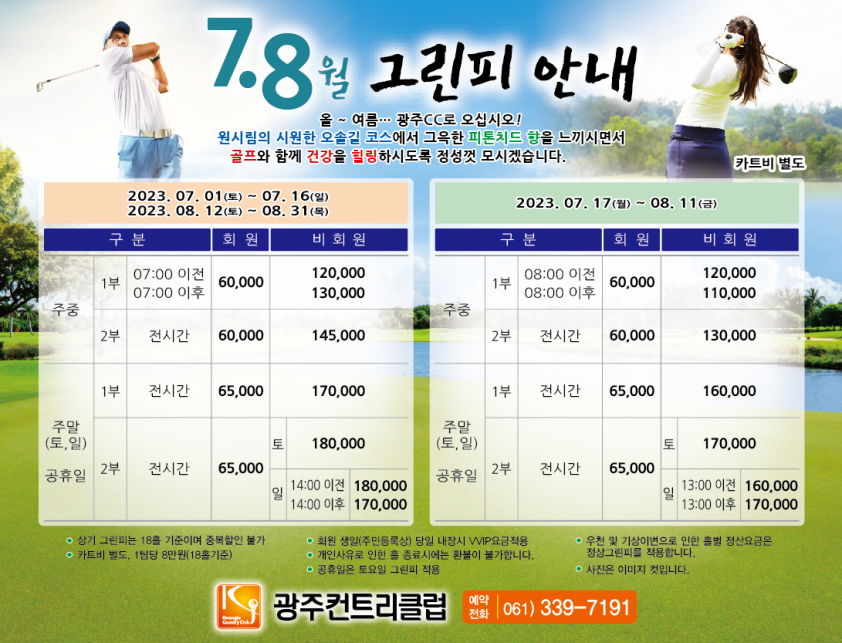 7.8월 그린피 안내
올 ~ 여름··· 광주CC로 오십시오!
원시림의 시원한 오솔길 코스에서 그윽한 피톤치드 향을 느끼시면서
골프와 함께 건강을 힐링하시도록 정성껏 모시겠습니다.
카트비 별도
2023. 07. 01(토) ~ 07. 16(일)
2023. 08. 12(토) ~ 08. 31(목)
구 분 회 원 비 회 원
주중 1부 07:00 이전 60,000 120,000
07:00 이후 130,000
2부 전시간 60,000 145,000
주말
(토,일)
공휴일
1부 전시간 65,000 170,000
2부 전시간 65,000 토 180,000
일 14:00 이전 180,000
14:00 이후 170,000
2023. 07. 17(월) ~ 08. 11(금)
구 분 회 원 비 회 원
주중 1부 08:00 이전 60,000 120,000
08:00 이후 110,000
2부 전시간 60,000 130,000
주말
(토,일)
공휴일
1부 전시간 65,000 160,000
2부 전시간 65,000 토 170,000
일 13:00 이전 160,000
13:00 이후 170,000
상기 그린피는 18홀 기준이며 중복할인 불가
카트비 별도, 1팀당 8만원(18홀기준)
회원 생일(주민등록상) 당일 내장시 VVIP요금적용
개인사유로 인한 홀 종료시에는 환불이 불가합니다.
공휴일은 토요일 그린피 적용
우천 및 기상이변으로 인한 홀별 정산요금은
정상그린피를 적용합니다.
사진은 이미지 컷입니다.
Kwangju
Country Club
광주컨트리클럽
예약
전화
061) 339-7191